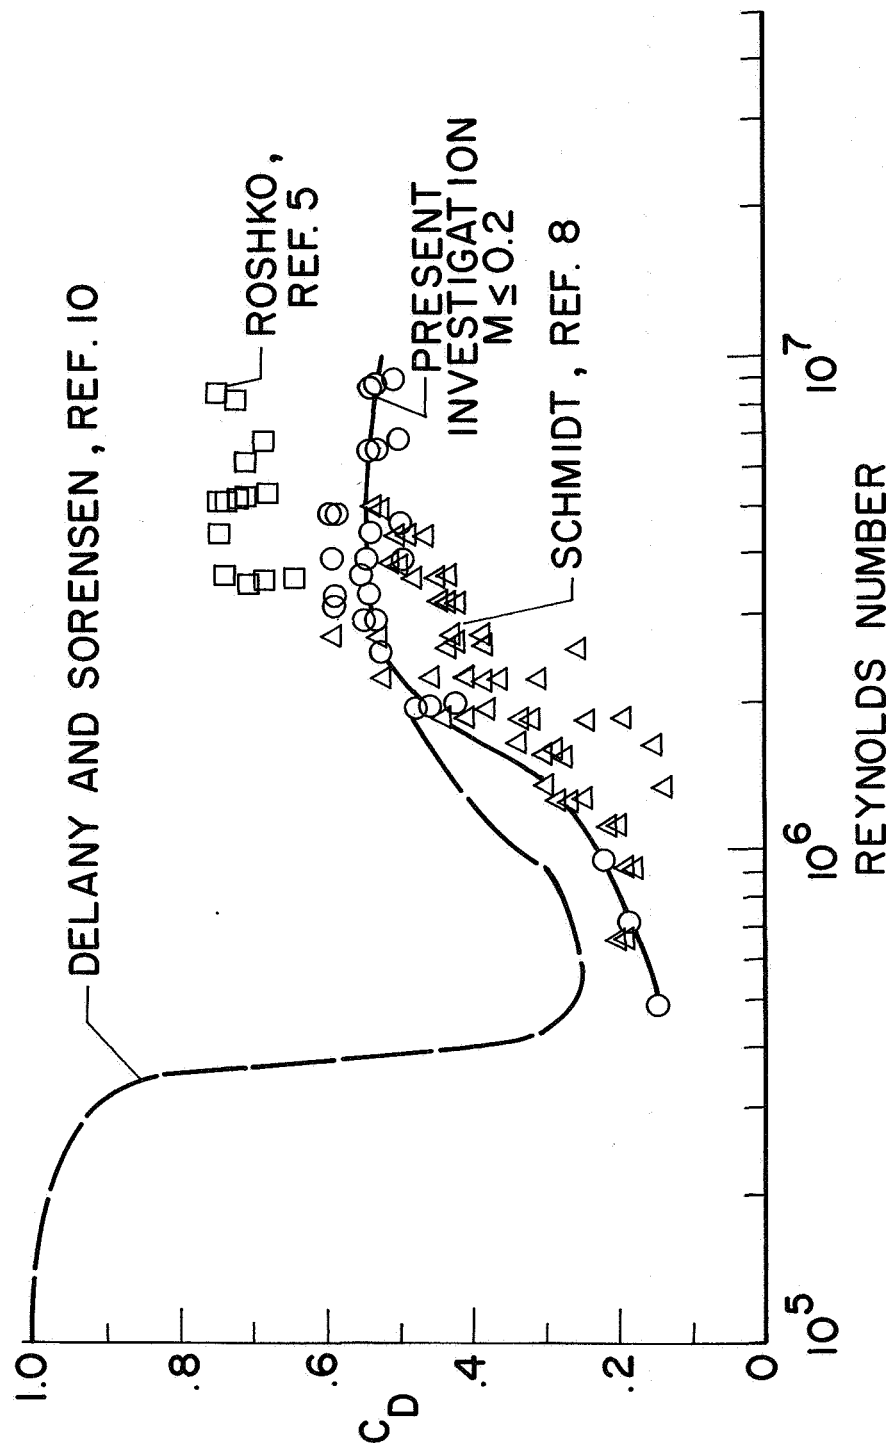 DELANY AND SORENSEN, REF. 10
ROSHKO,
REF. 5
PRESENT
INVESTIGATION
M ≤ 0.2
SCHMIDT, REF. 8
1.0
.8
.6
.4
.2
0
C_D
10^5
10^6
10^7
REYNOLDS NUMBER